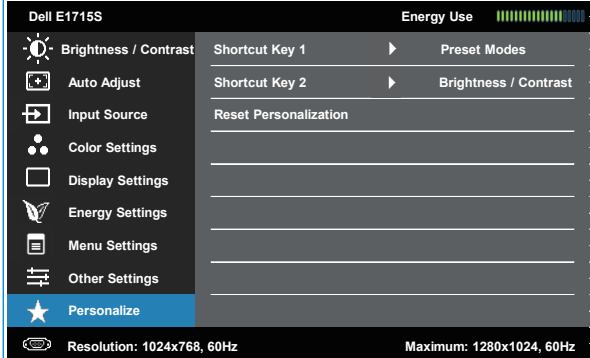 Dell E1715S Energy Use
Brightness / Contrast Shortcut Key 1 Preset Modes
Auto Adjust Shortcut Key 2 Brightness / Contrast
Input Source Reset Personalization
Color Settings
Display Settings
Energy Settings
Menu Settings
Other Settings
Personalize
Resolution: 1024x768, 60Hz Maximum: 1280x1024, 60Hz